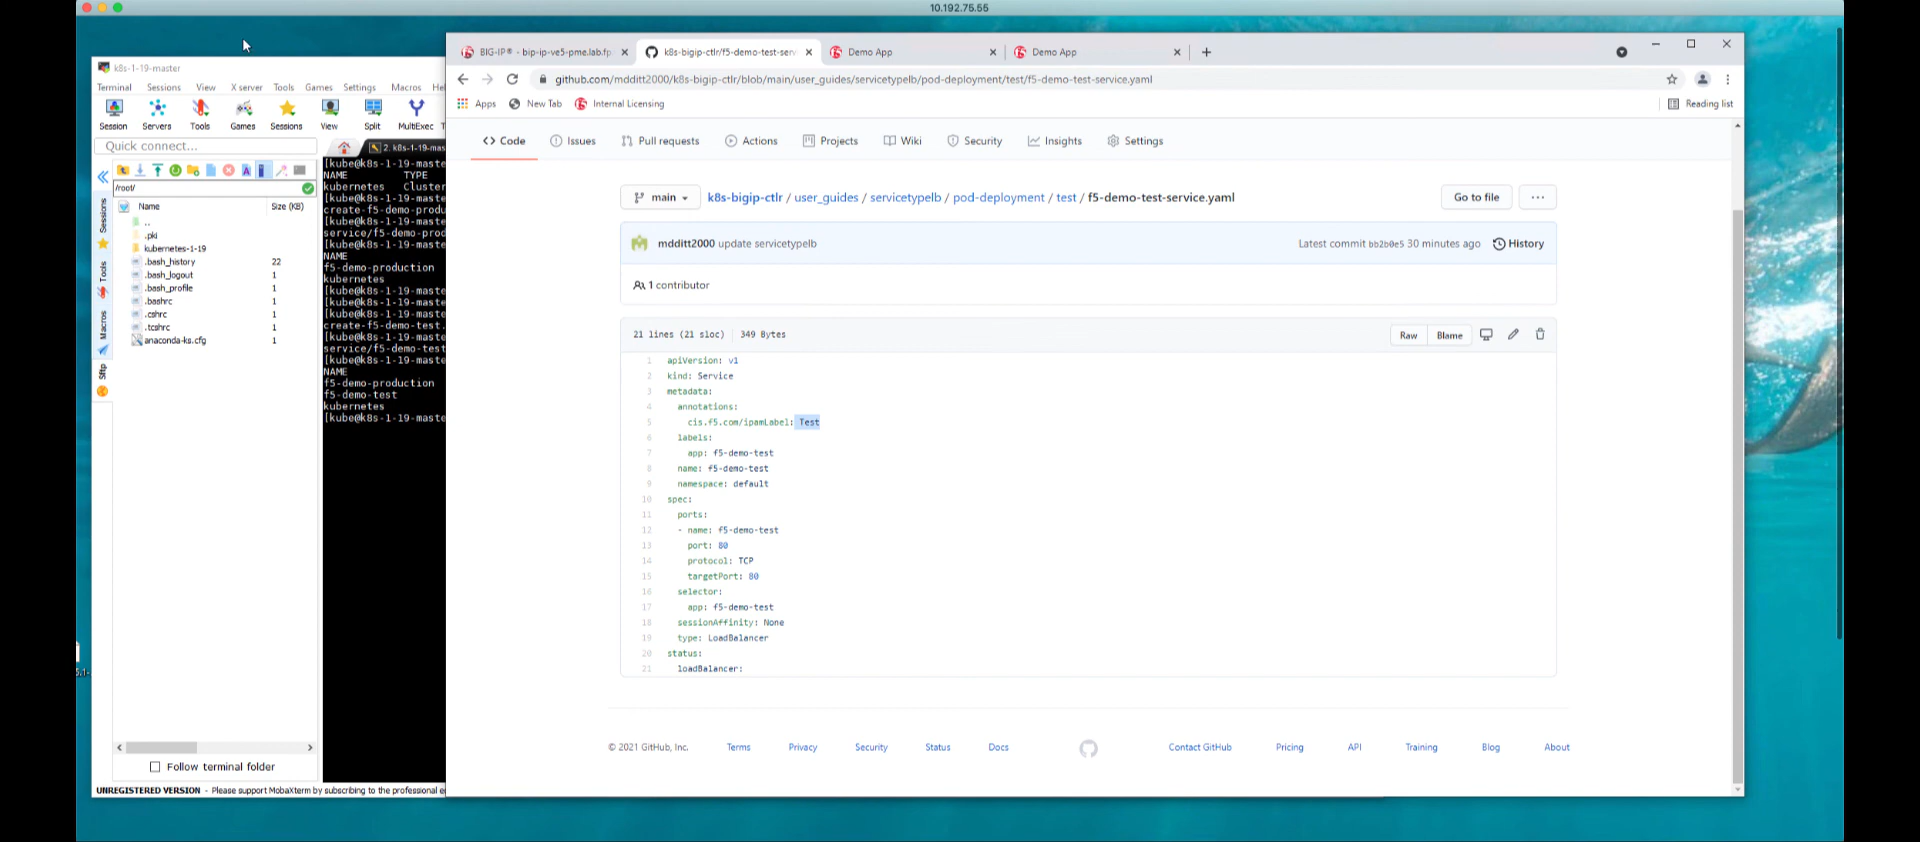 10.192.75.55
k8s-1-19-master
Terminal Sessions View X server Tools Games Settings Macros
Session Servers Tools Games Sessions View Split MultiExec
Quick connect...
2. k8s-1-19-mas
/root/
Name Size (KB)
..
.pki
kubernetes-1-19
.bash_history 22
.bash_logout 1
.bash_profile 1
.bashrc 1
.cshrc 1
.tcshrc 1
anaconda-ks.cfg 1
Sessions
Tools
Macros
Sftp
Follow terminal folder
UNREGISTERED VERSION - Please support MobaXterm by subscribing to the professional e
[kube@k8s-1-19-maste
NAME TYPE
kubernetes Cluster
[kube@k8s-1-19-maste
create-f5-demo-produ
[kube@k8s-1-19-maste
service/f5-demo-prod
[kube@k8s-1-19-maste
NAME
f5-demo-production
kubernetes
[kube@k8s-1-19-maste
[kube@k8s-1-19-maste
[kube@k8s-1-19-maste
create-f5-demo-test.
[kube@k8s-1-19-maste
service/f5-demo-test
[kube@k8s-1-19-maste
NAME
f5-demo-production
f5-demo-test
kubernetes
[kube@k8s-1-19-maste
BIG-IP® - bip-ip-ve5-pme.lab.fp
k8s-bigip-ctlr/f5-demo-test-serv
Demo App
Demo App
github.com/mdditt2000/k8s-bigip-ctlr/blob/main/user_guides/servicetypelb/pod-deployment/test/f5-demo-test-service.yaml
Apps New Tab Internal Licensing Reading list
Code Issues Pull requests Actions Projects Wiki Security Insights Settings
main k8s-bigip-ctlr / user_guides / servicetypelb / pod-deployment / test / f5-demo-test-service.yaml Go to file ...
mdditt2000 update servicetypelb Latest commit bb2b0e5 30 minutes ago History
1 contributor
21 lines (21 sloc) 349 Bytes Raw Blame
1 apiVersion: v1
2 kind: Service
3 metadata:
4 annotations:
5 cis.f5.com/ipamLabel: Test
6 labels:
7 app: f5-demo-test
8 name: f5-demo-test
9 namespace: default
10 spec:
11 ports:
12 - name: f5-demo-test
13 port: 80
14 protocol: TCP
15 targetPort: 80
16 selector:
17 app: f5-demo-test
18 sessionAffinity: None
19 type: LoadBalancer
20 status:
21 loadBalancer:
© 2021 GitHub, Inc. Terms Privacy Security Status Docs Contact GitHub Pricing API Training Blog About